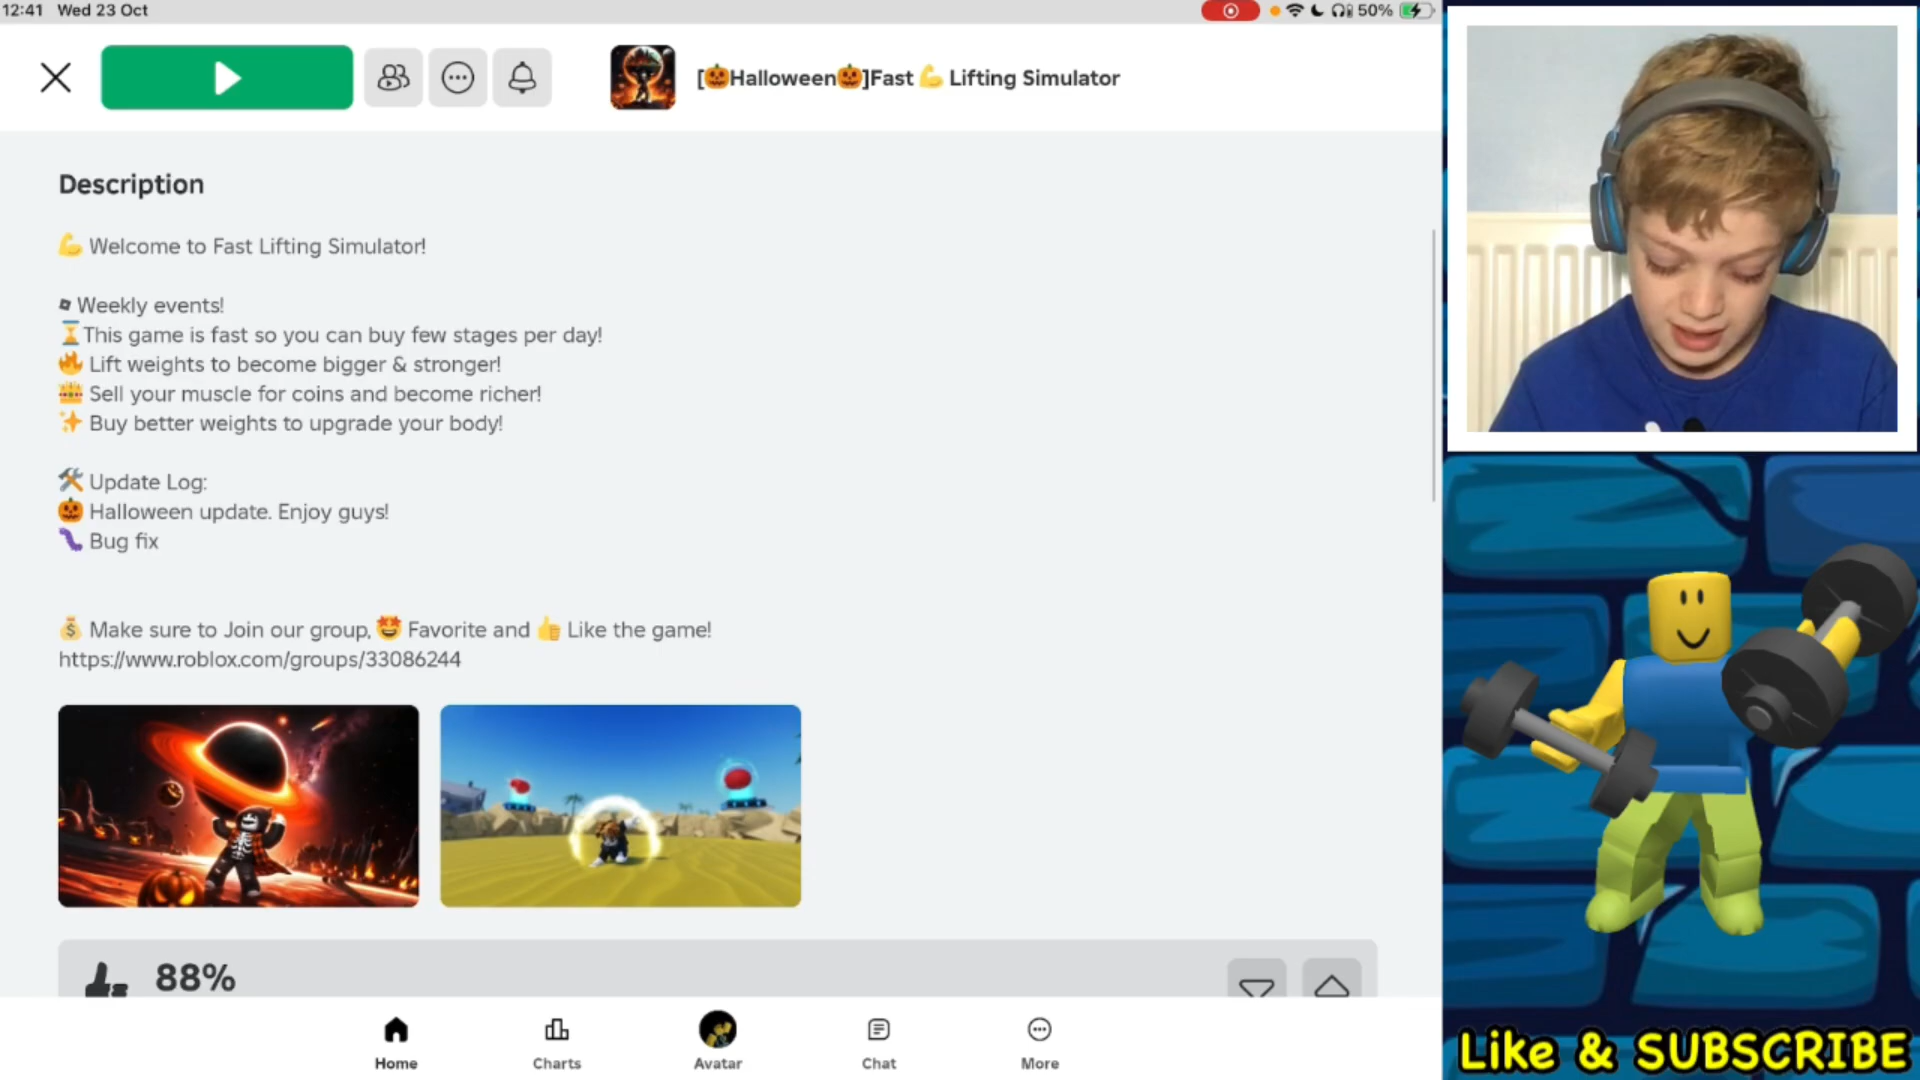 12:41 Wed 23 Oct
50%
[🎃Halloween🎃]Fast 💪 Lifting Simulator
Description
💪 Welcome to Fast Lifting Simulator!
Weekly events!
⏳This game is fast so you can buy few stages per day!
🔥 Lift weights to become bigger & stronger!
👑 Sell your muscle for coins and become richer!
✨ Buy better weights to upgrade your body!
🛠️ Update Log:
🎃 Halloween update. Enjoy guys!
🐛 Bug fix
💰 Make sure to Join our group, 🤩 Favorite and 👍 Like the game!
https://www.roblox.com/groups/33086244
88%
Home Charts Avatar Chat More
Like & SUBSCRIBE